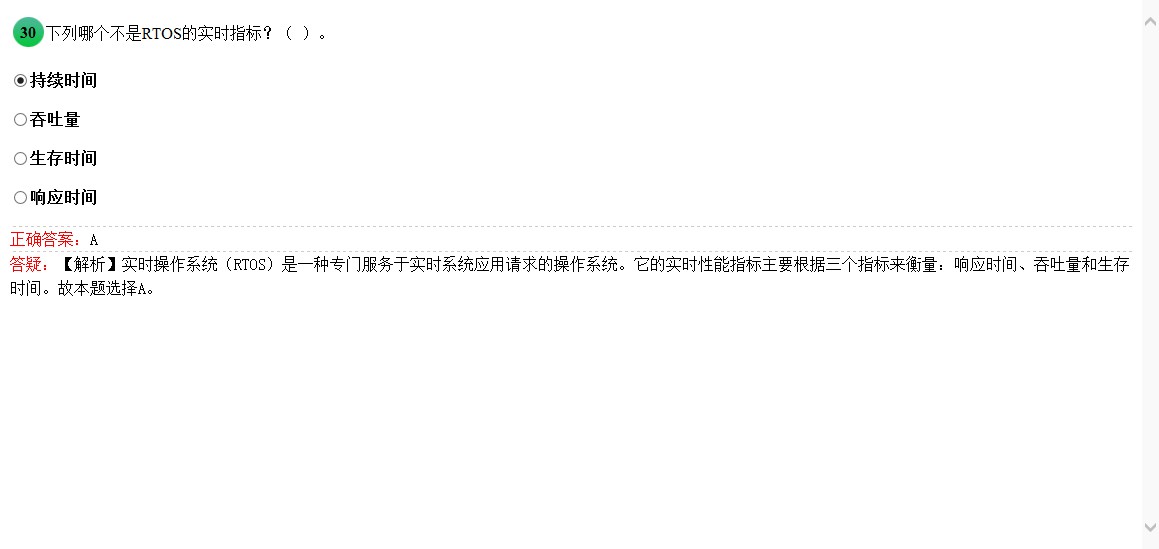 30 下列哪个不是RTOS的实时指标？（ ）。
持续时间
吞吐量
生存时间
响应时间
正确答案：A
答疑：【解析】实时操作系统（RTOS）是一种专门服务于实时系统应用请求的操作系统。它的实时性能指标主要根据三个指标来衡量：响应时间、吞吐量和生存
时间。故本题选择A。